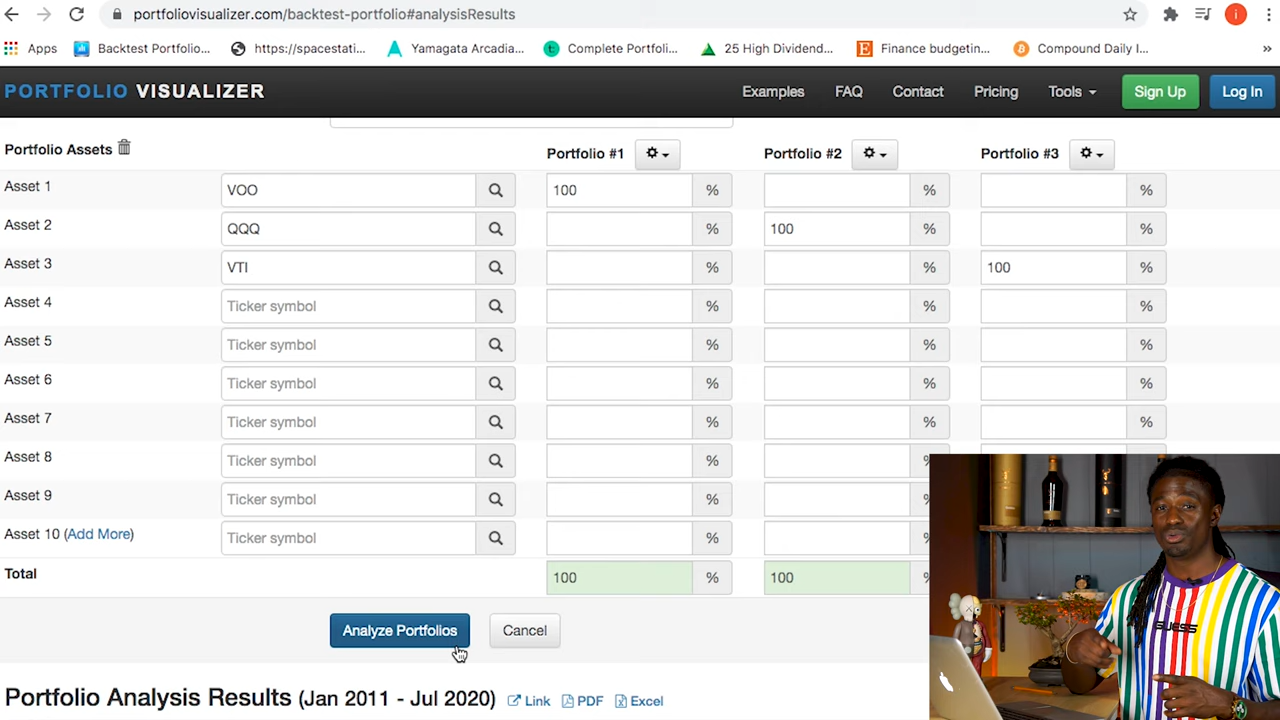 portfoliovisualizer.com/backtest-portfolio#analysisResults
i
Apps Backtest Portfolio... https://spacestati... Yamagata Arcadia... Complete Portfoli... 25 High Dividend... Finance budgetin... Compound Daily I... »
PORTFOLIO VISUALIZER Examples FAQ Contact Pricing Tools Sign Up Log In
Portfolio Assets Portfolio #1 Portfolio #2 Portfolio #3
Asset 1 VOO 100 % % %
Asset 2 QQQ % 100 % %
Asset 3 VTI % % 100 %
Asset 4 Ticker symbol % % %
Asset 5 Ticker symbol % % %
Asset 6 Ticker symbol % % %
Asset 7 Ticker symbol % % %
Asset 8 Ticker symbol % %
Asset 9 Ticker symbol % %
Asset 10 (Add More) Ticker symbol % %
Total 100 % 100 %
Analyze Portfolios Cancel
GUESS
Portfolio Analysis Results (Jan 2011 - Jul 2020) Link PDF Excel